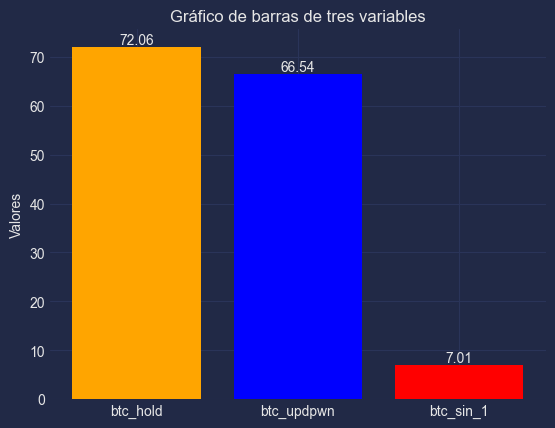 Gráfico de barras de tres variables
72.06
66.54
7.01
Valores
70
60
50
40
30
20
10
0
btc_hold
btc_updpwn
btc_sin_1